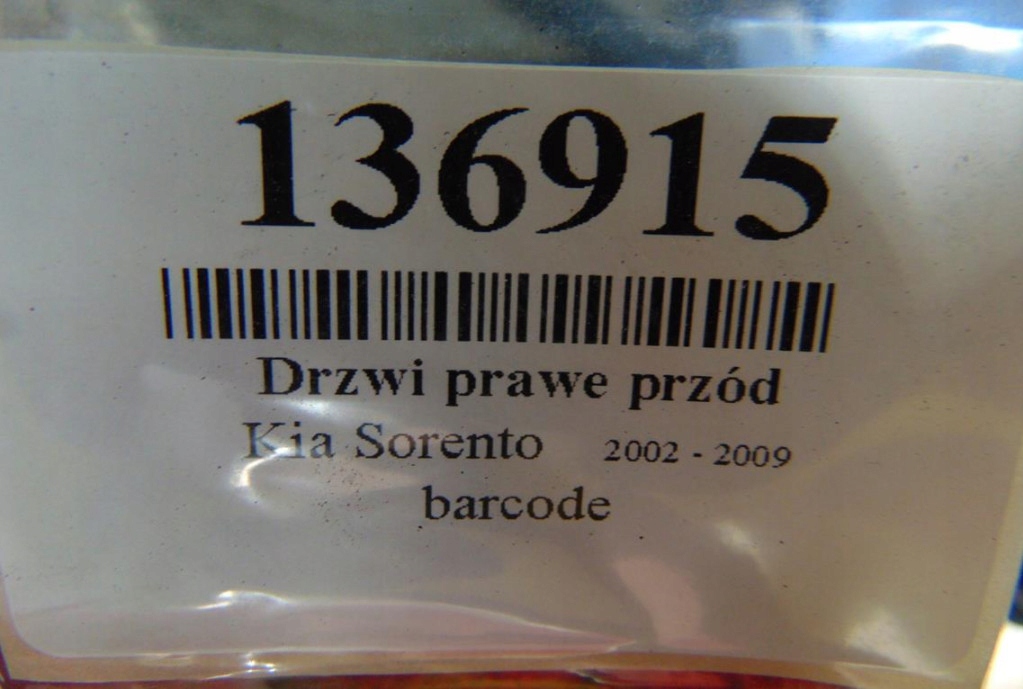 136915
Drzwi prawe przód
Kia Sorento 2002 - 2009
barcode